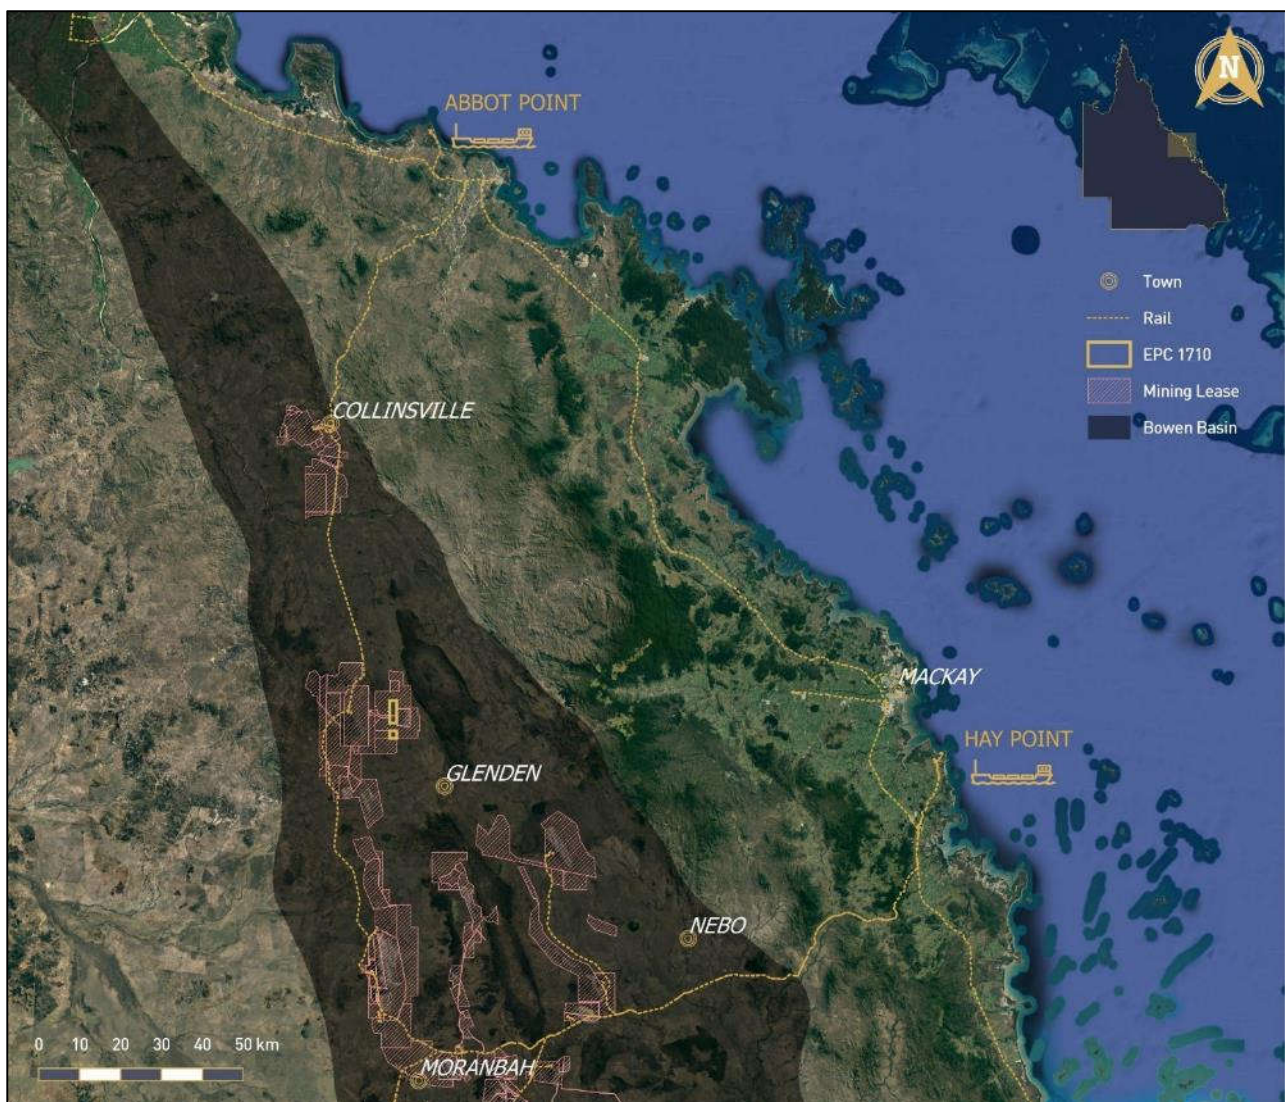 ABBOT POINT
N
Town
Rail
EPC 1710
Mining Lease
Bowen Basin
COLLINSVILLE
MACKAY
HAY POINT
GLENDEN
NEBO
0 10 20 30 40 50 km
MORANBAH